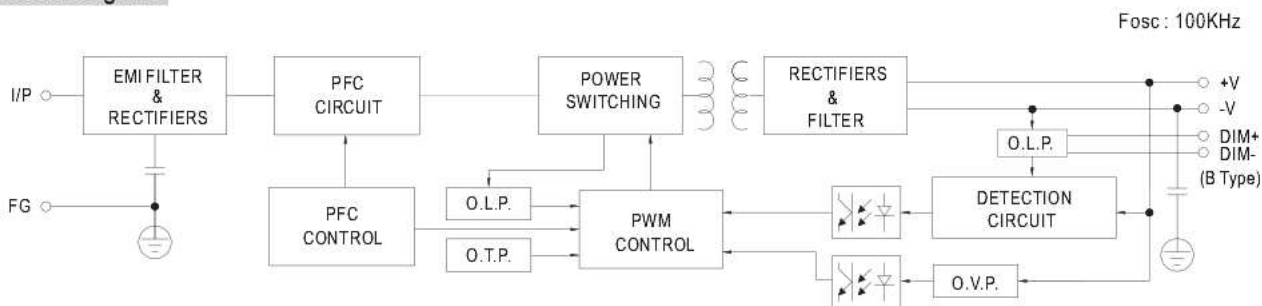 Fosc : 100KHz
I/P
EMI FILTER
&
RECTIFIERS
PFC
CIRCUIT
POWER
SWITCHING
RECTIFIERS
&
FILTER
+V
-V
DIM+
DIM-
(B Type)
O.L.P.
FG
PFC
CONTROL
O.L.P.
O.T.P.
PWM
CONTROL
DETECTION
CIRCUIT
O.V.P.